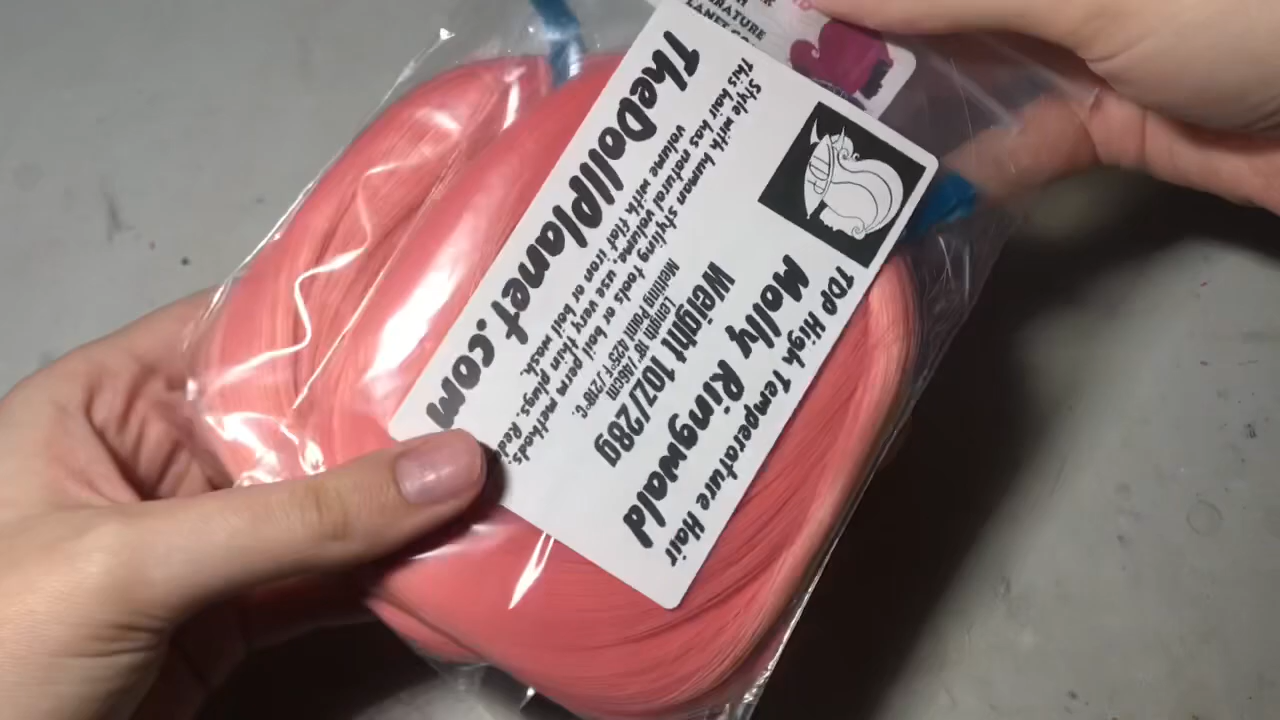 TDP High Temperature Hair
Molly Ringwald
Weight 1OZ/28g
Length 18"/46cm
Melting Point 425°F/218°C.
Style with human styling tools or boil perm methods.
This hair has natural volume, use very thin plugs.
volume with flat iron or boil wash.
TheDollPlanet.com